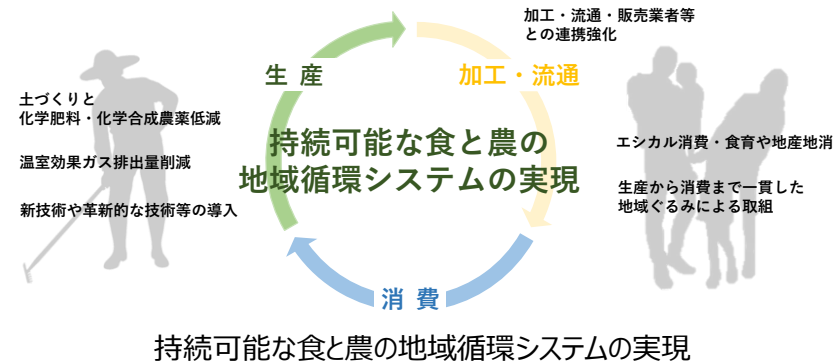 加工・流通・販売業者等
との連携強化
生 産
加工・流通
土づくりと
化学肥料・化学合成農薬低減
温室効果ガス排出量削減
新技術や革新的な技術等の導入
持続可能な食と農の
地域循環システムの実現
エシカル消費・食育や地産地消
生産から消費まで一貫した
地域ぐるみによる取組
消 費
持続可能な食と農の地域循環システムの実現